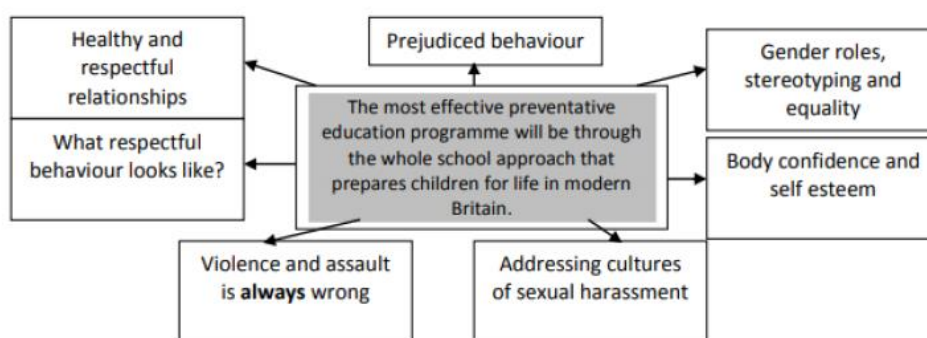 Healthy and
respectful
relationships
Prejudiced behaviour
Gender roles,
stereotyping and
equality
The most effective preventative
education programme will be through
the whole school approach that
prepares children for life in modern
Britain.
What respectful
behaviour looks like?
Body confidence and
self esteem
Violence and assault
is always wrong
Addressing cultures
of sexual harassment